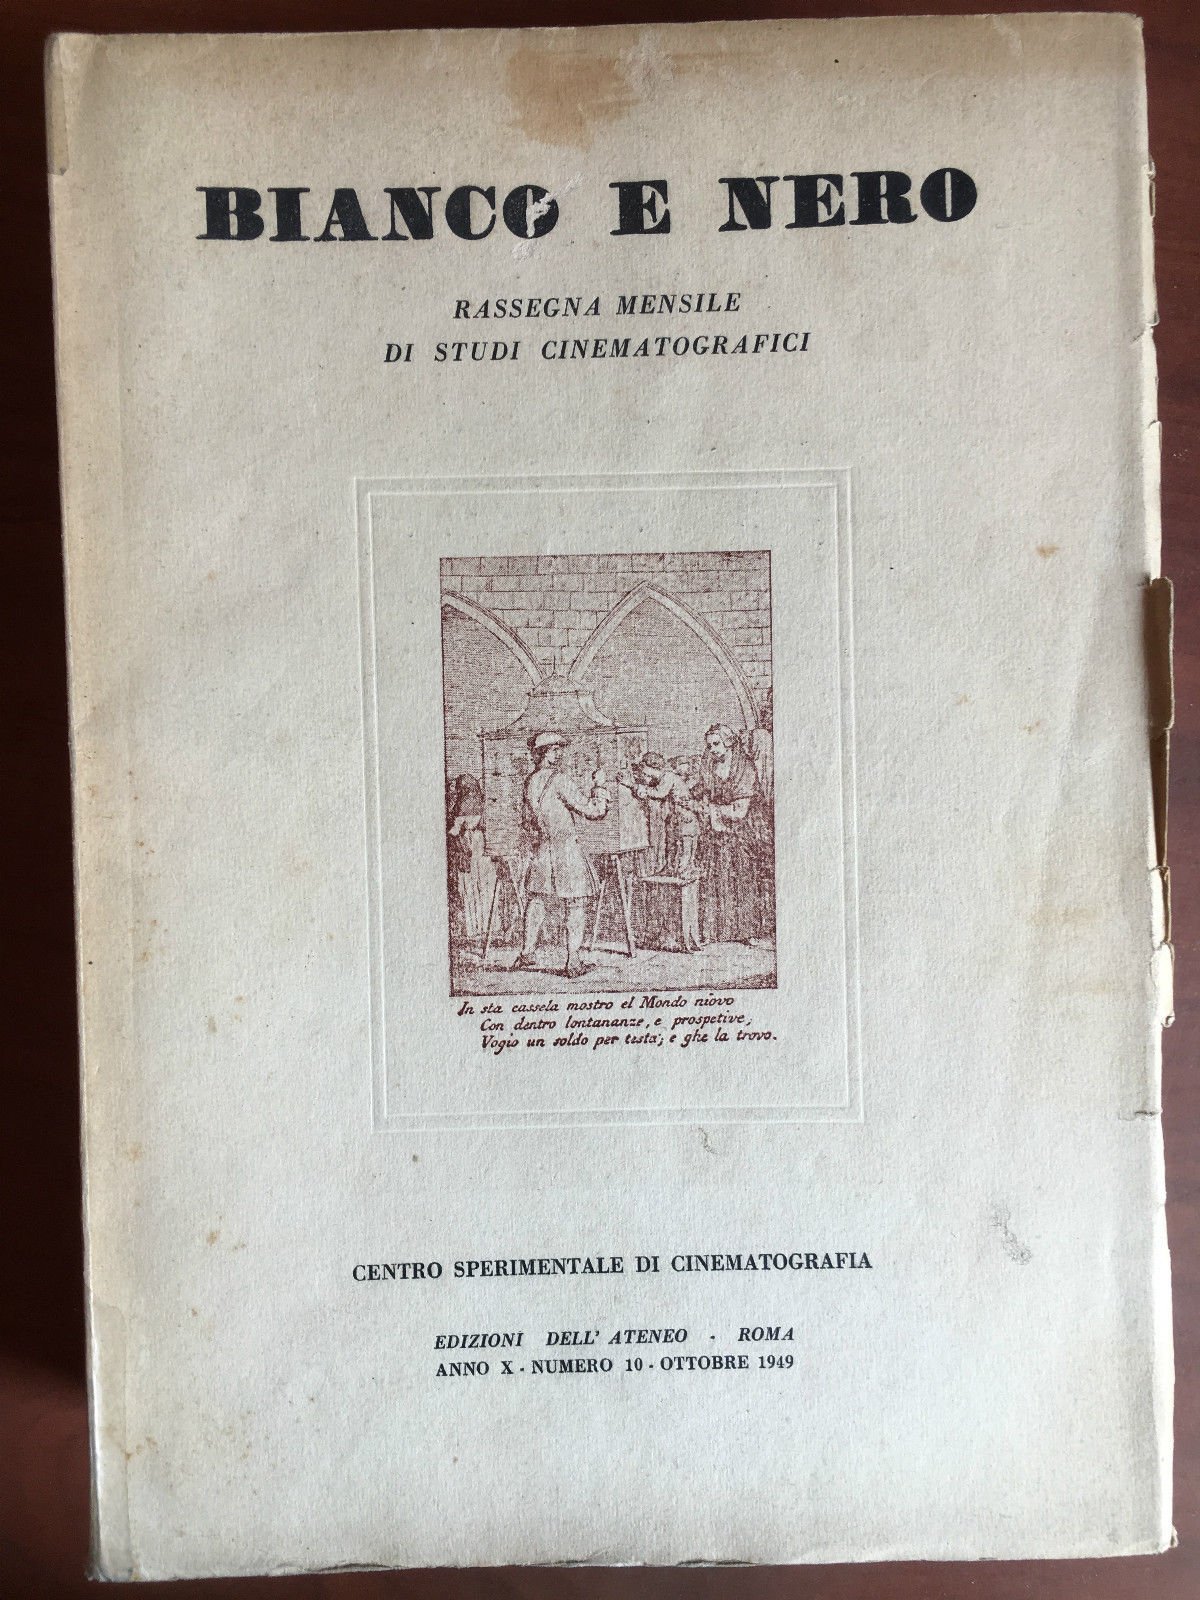 BIANCO E NERO
RASSEGNA MENSILE
DI STUDI CINEMATOGRAFICI
In sta cassela mostro el Mondo niovo
Con dentro lontananze, e prospetive;
Vogio un soldo per testa; e ghe la trovo.
CENTRO SPERIMENTALE DI CINEMATOGRAFIA
EDIZIONI DELL' ATENEO - ROMA
ANNO X - NUMERO 10 - OTTOBRE 1949